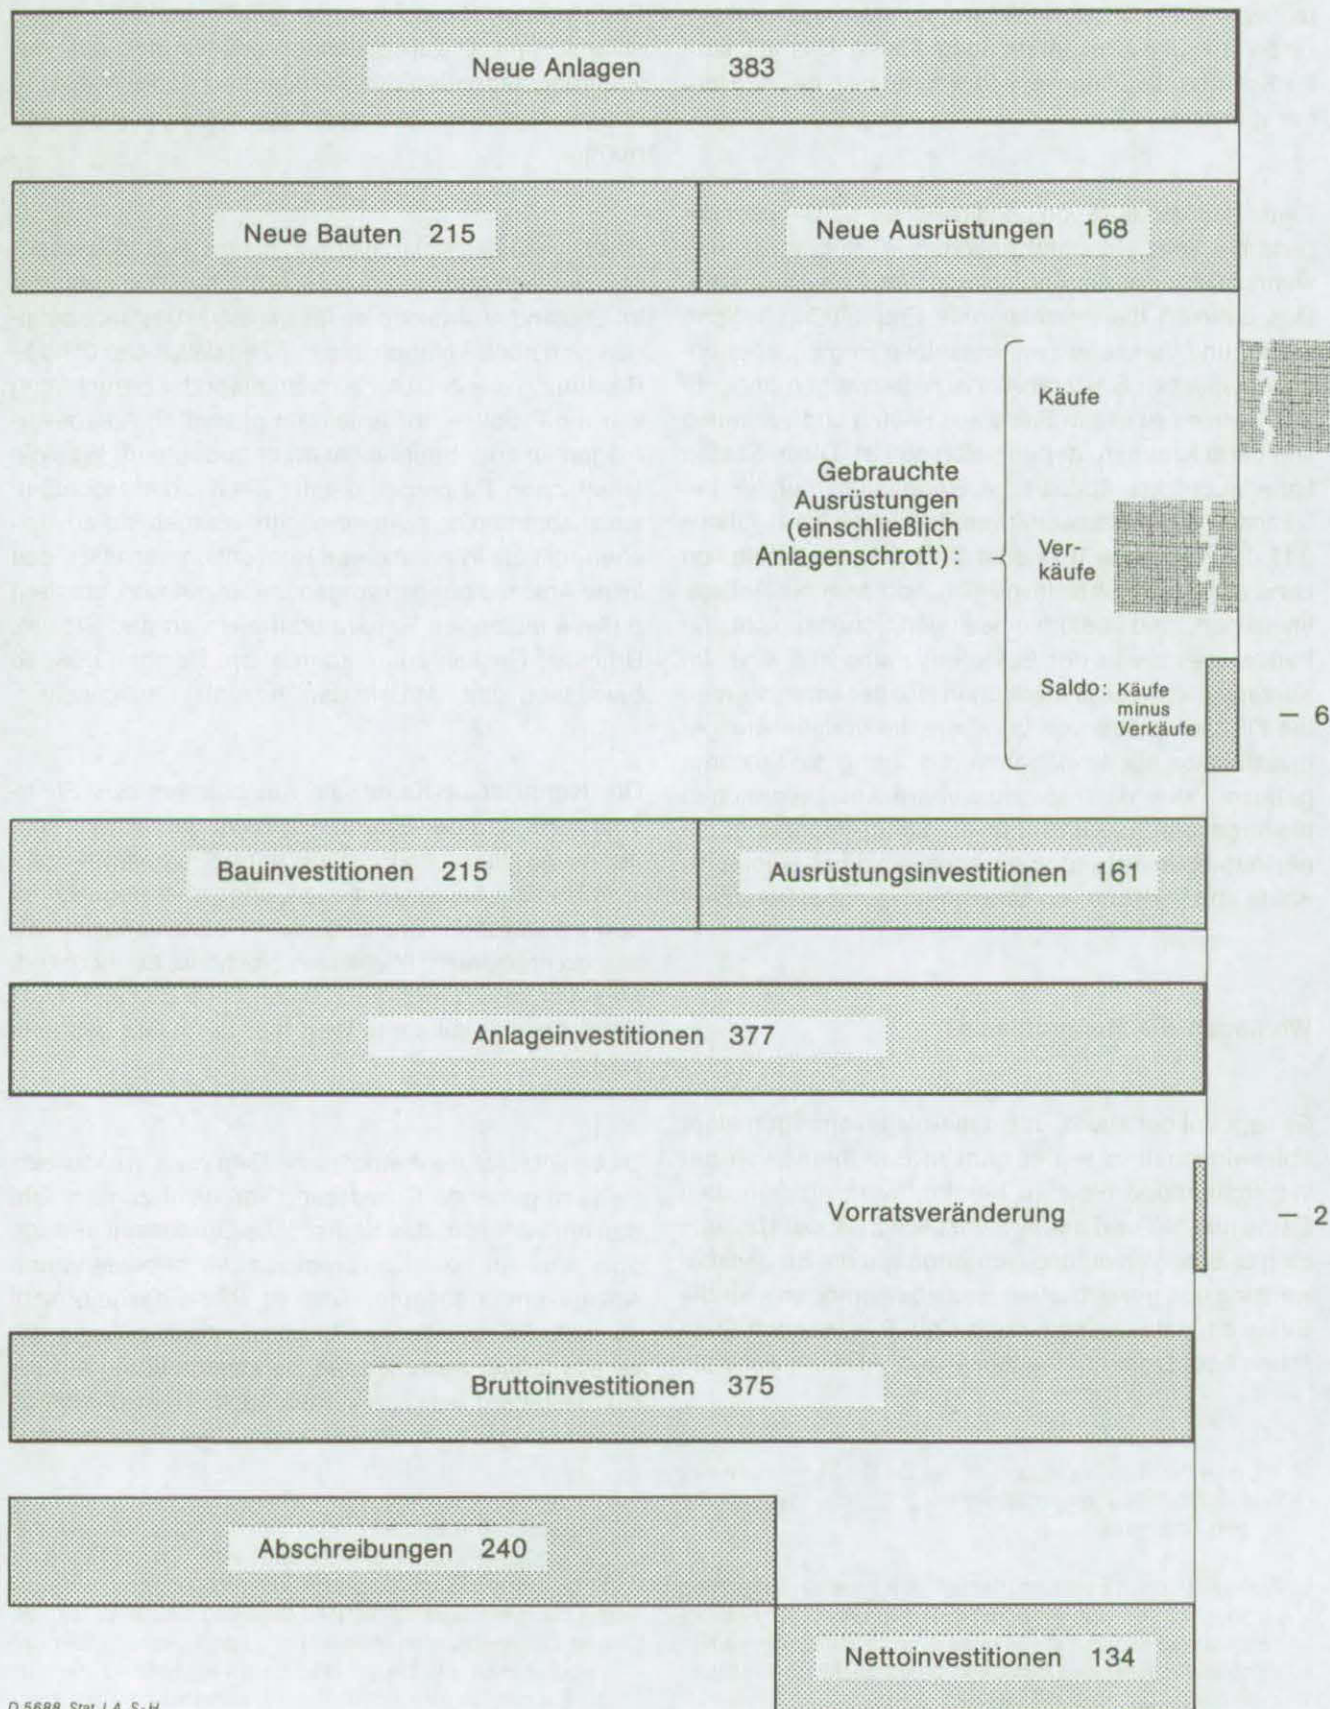 Neue Anlagen 383
Neue Bauten 215
Neue Ausrüstungen 168
Käufe
Gebrauchte
Ausrüstungen
(einschließlich
Anlagenschrott):
Ver-
käufe
Saldo: Käufe
minus
Verkäufe
— 6
Bauinvestitionen 215
Ausrüstungsinvestitionen 161
Anlageinvestitionen 377
Vorratsveränderung
— 2
Bruttoinvestitionen 375
Abschreibungen 240
Nettoinvestitionen 134
D 5688 Stat. LA. S-H